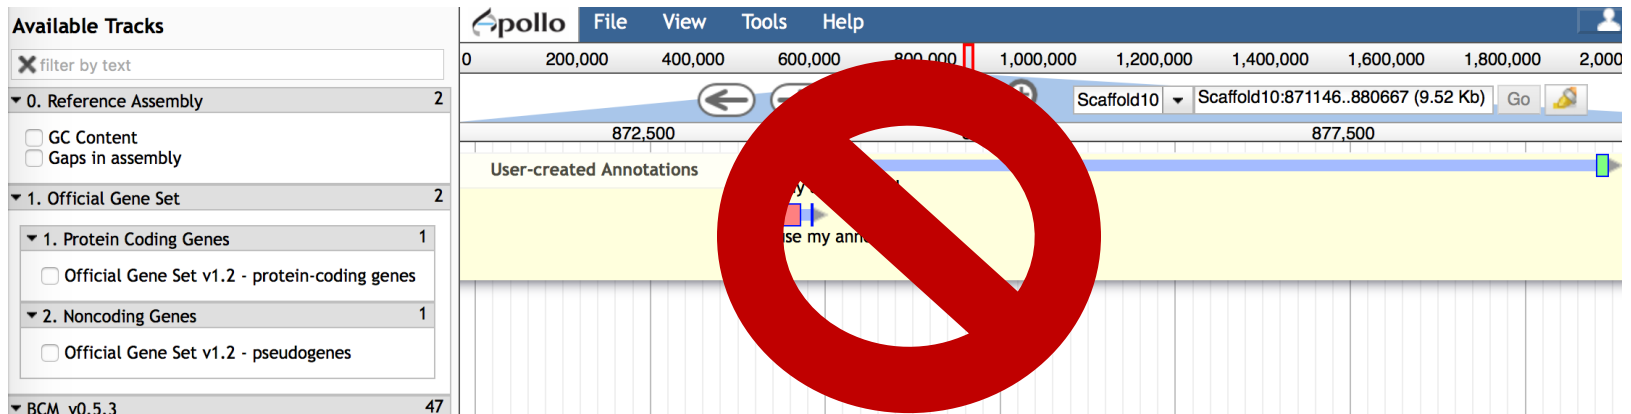 Available Tracks
filter by text
0. Reference Assembly 2
GC Content
Gaps in assembly
1. Official Gene Set 2
1. Protein Coding Genes 1
Official Gene Set v1.2 - protein-coding genes
2. Noncoding Genes 1
Official Gene Set v1.2 - pseudogenes
BCM_v0.5.3 47
Apollo File View Tools Help
0 200,000 400,000 600,000 800,000 1,000,000 1,200,000 1,400,000 1,600,000 1,800,000 2,000
Scaffold10 Scaffold10:871146..880667 (9.52 Kb) Go
872,500 877,500
User-created Annotations
my